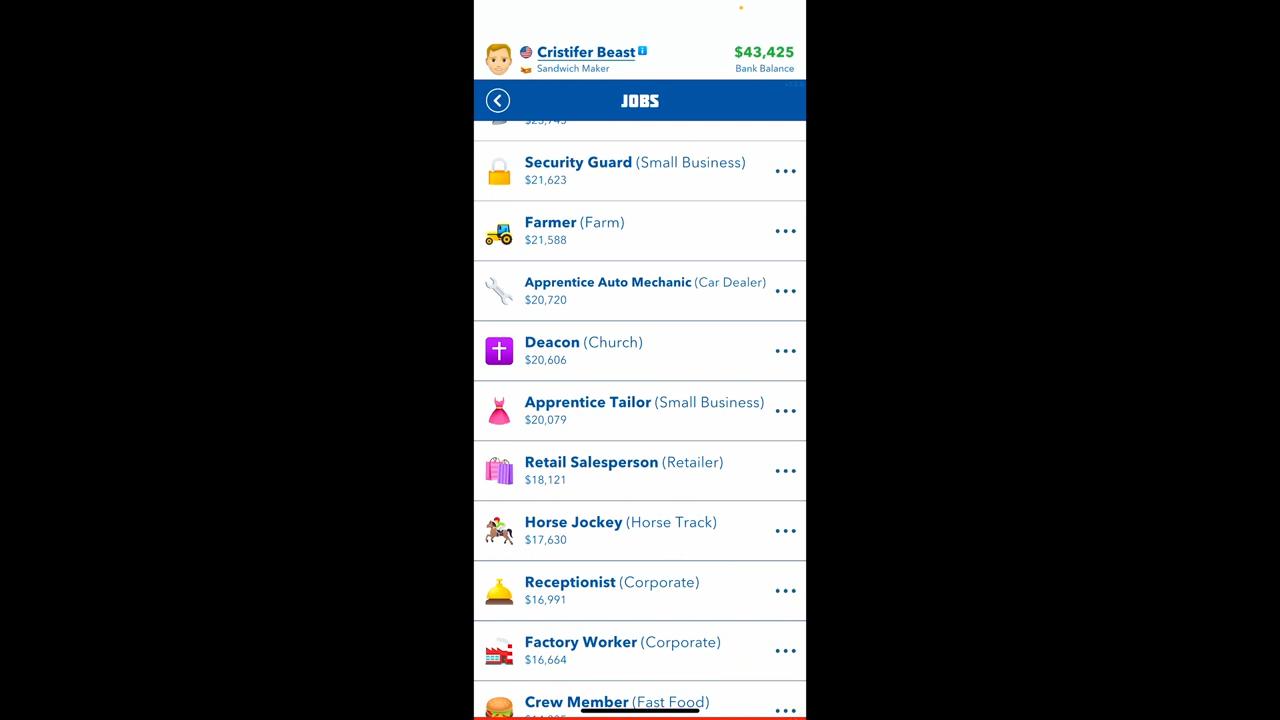 Cristifer Beast
$43,425
Sandwich Maker
Bank Balance
JOBS
Security Guard (Small Business)
$21,623
Farmer (Farm)
$21,588
Apprentice Auto Mechanic (Car Dealer)
$20,720
Deacon (Church)
$20,606
Apprentice Tailor (Small Business)
$20,079
Retail Salesperson (Retailer)
$18,121
Horse Jockey (Horse Track)
$17,630
Receptionist (Corporate)
$16,991
Factory Worker (Corporate)
$16,664
Crew Member (Fast Food)